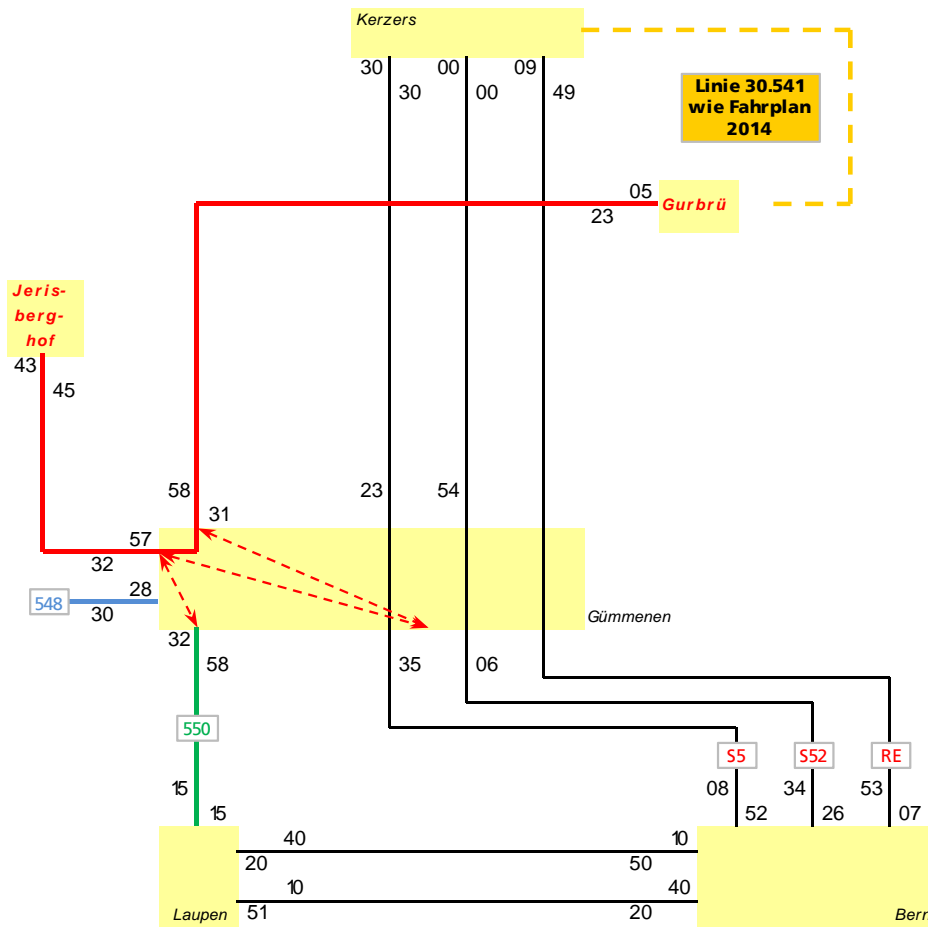 Kerzers
30 00 09
30 00 49
Linie 30.541
wie Fahrplan
2014
05
Gurbrü
23
Jeris-
berg-
hof
43
45
58 23 54
31
57
32
28
548
30
Gümmenen
32
58 35 06
550
S5 S52 RE
15 08 34 53
15 52 26 07
40 10
20 50
10 40
Laupen 51 20 Bern